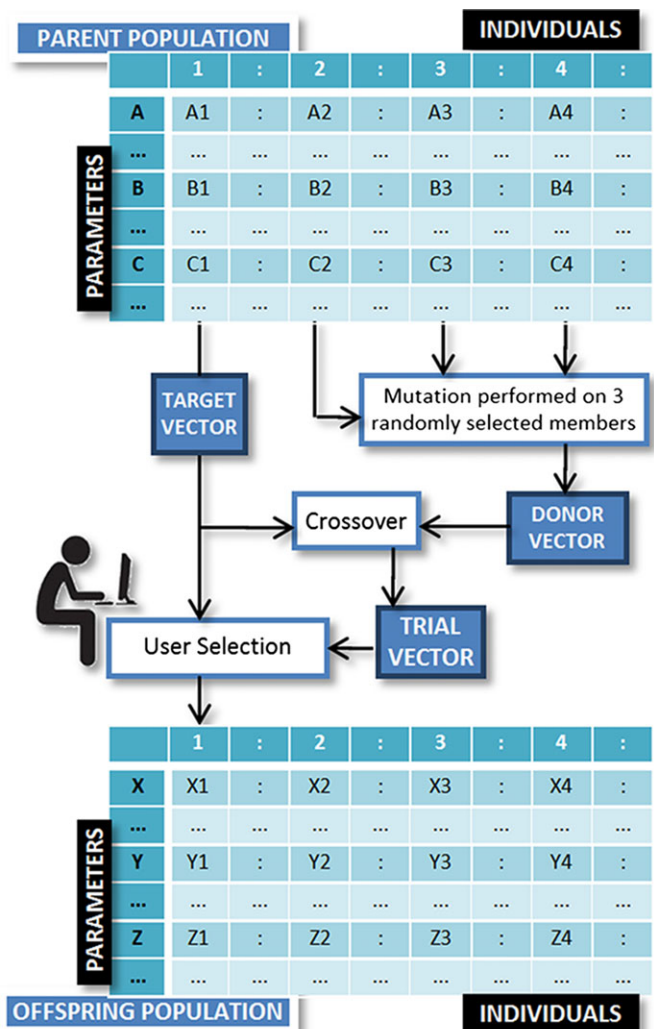 PARENT POPULATION
INDIVIDUALS
1 : 2 : 3 : 4 :
PARAMETERS
A A1 : A2 : A3 : A4 :
... ... ... ... ... ... ... ... ...
B B1 : B2 : B3 : B4 :
... ... ... ... ... ... ... ... ...
C C1 : C2 : C3 : C4 :
... ... ... ... ... ... ... ... ...
TARGET
VECTOR
Mutation performed on 3
randomly selected members
Crossover
DONOR
VECTOR
User Selection
TRIAL
VECTOR
1 : 2 : 3 : 4 :
PARAMETERS
X X1 : X2 : X3 : X4 :
... ... ... ... ... ... ... ... ...
Y Y1 : Y2 : Y3 : Y4 :
... ... ... ... ... ... ... ... ...
Z Z1 : Z2 : Z3 : Z4 :
... ... ... ... ... ... ... ... ...
OFFSPRING POPULATION
INDIVIDUALS